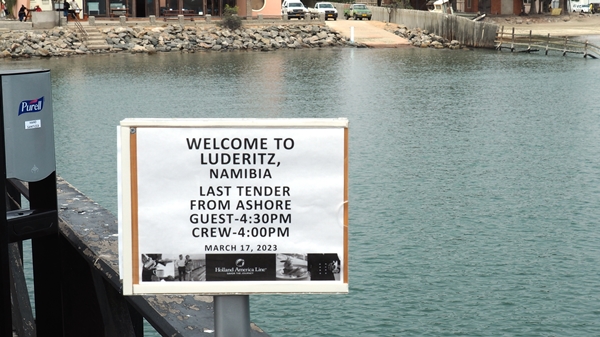 Purell
WELCOME TO
LUDERITZ,
NAMIBIA
LAST TENDER
FROM ASHORE
GUEST-4:30PM
CREW-4:00PM
MARCH 17, 2023
Holland America Line